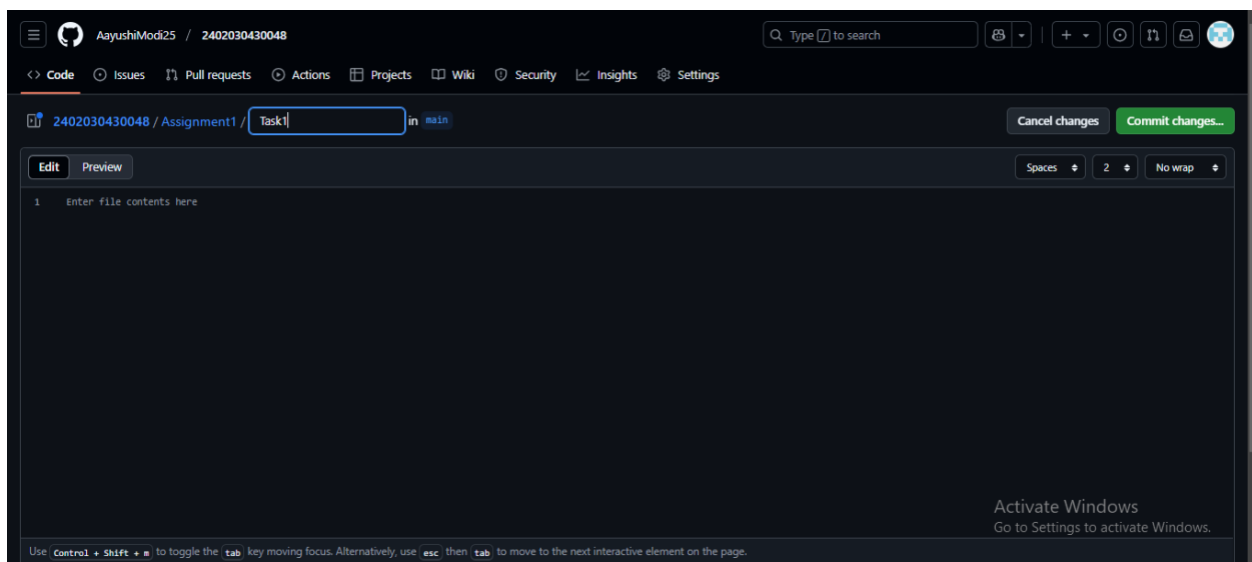 AayushiModi25 / 2402030430048
Type / to search
Code Issues Pull requests Actions Projects Wiki Security Insights Settings
2402030430048 / Assignment1 / Task1 in main
Cancel changes Commit changes...
Edit Preview
Spaces 2 No wrap
1 Enter file contents here
Activate Windows
Go to Settings to activate Windows.
Use Control + Shift + m to toggle the tab key moving focus. Alternatively, use esc then tab to move to the next interactive element on the page.